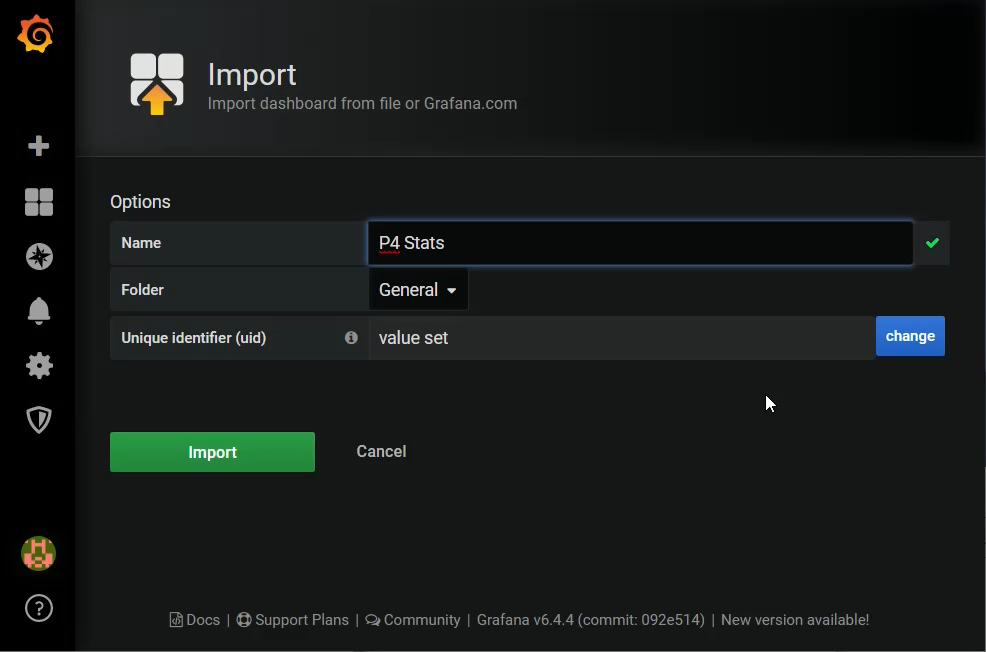 Import
Import dashboard from file or Grafana.com
Options
Name P4 Stats
Folder General
Unique identifier (uid) value set change
Import Cancel
Docs | Support Plans | Community | Grafana v6.4.4 (commit: 092e514) | New version available!